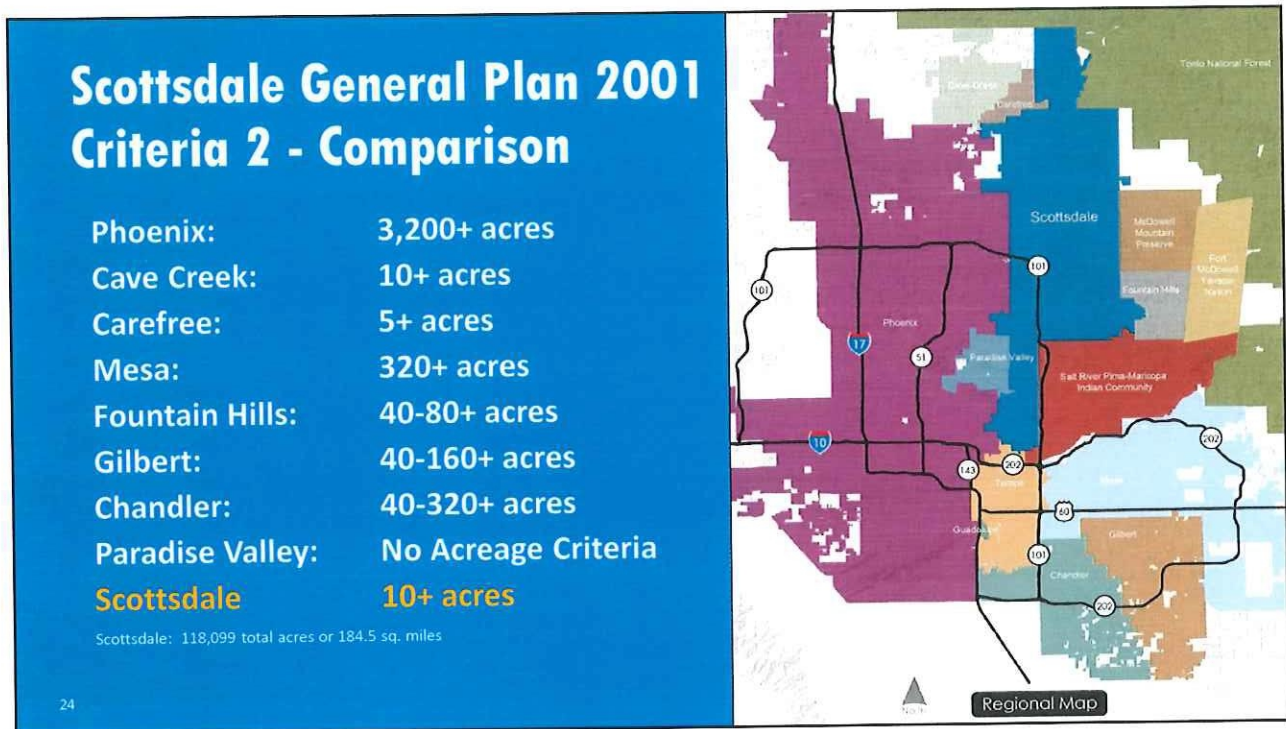 Scottsdale General Plan 2001
Criteria 2 - Comparison
Phoenix: 3,200+ acres
Cave Creek: 10+ acres
Carefree: 5+ acres
Mesa: 320+ acres
Fountain Hills: 40-80+ acres
Gilbert: 40-160+ acres
Chandler: 40-320+ acres
Paradise Valley: No Acreage Criteria
Scottsdale 10+ acres
Scottsdale: 118,099 total acres or 184.5 sq. miles
24
Tonto National Forest
Cave Creek
Carefree
Scottsdale
McDowell
Mountain
Preserve
Fort
McDowell
Yavapai
Fountain Hills
101
101
Phoenix
17
51
Paradise Valley
Salt River Pima-Maricopa
Indian Community
10
202
143
202
Tempe
Mesa
60
Guadalupe
Gilbert
101
Chandler
202
Regional Map